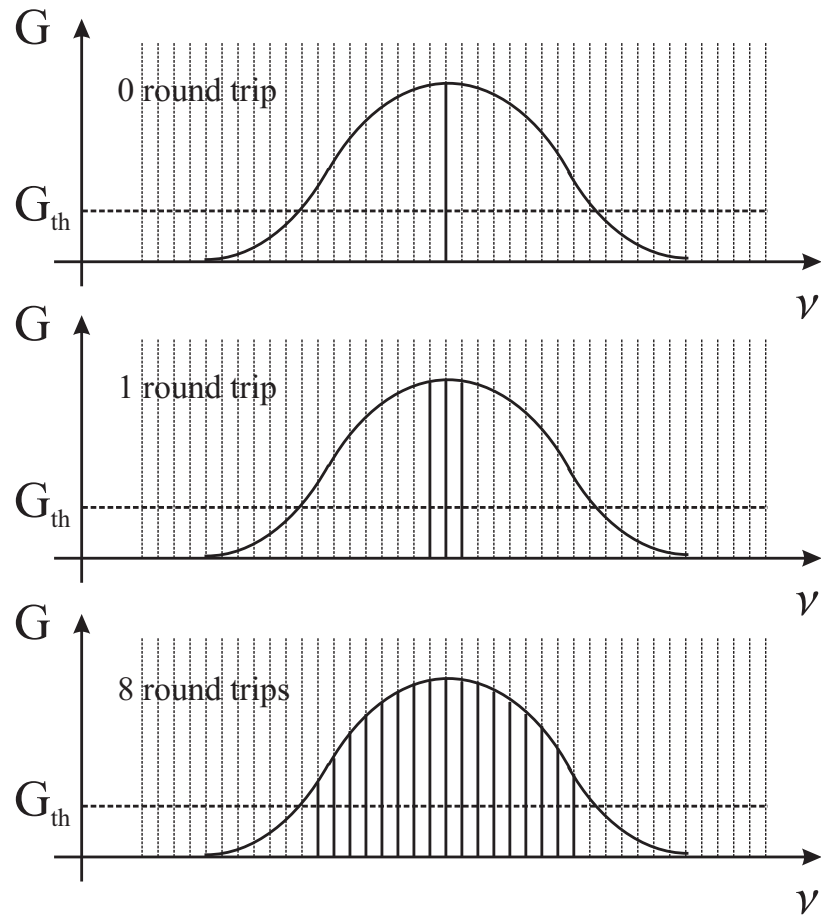 G
0 round trip
G_th
ν
G
1 round trip
G_th
ν
G
8 round trips
G_th
ν